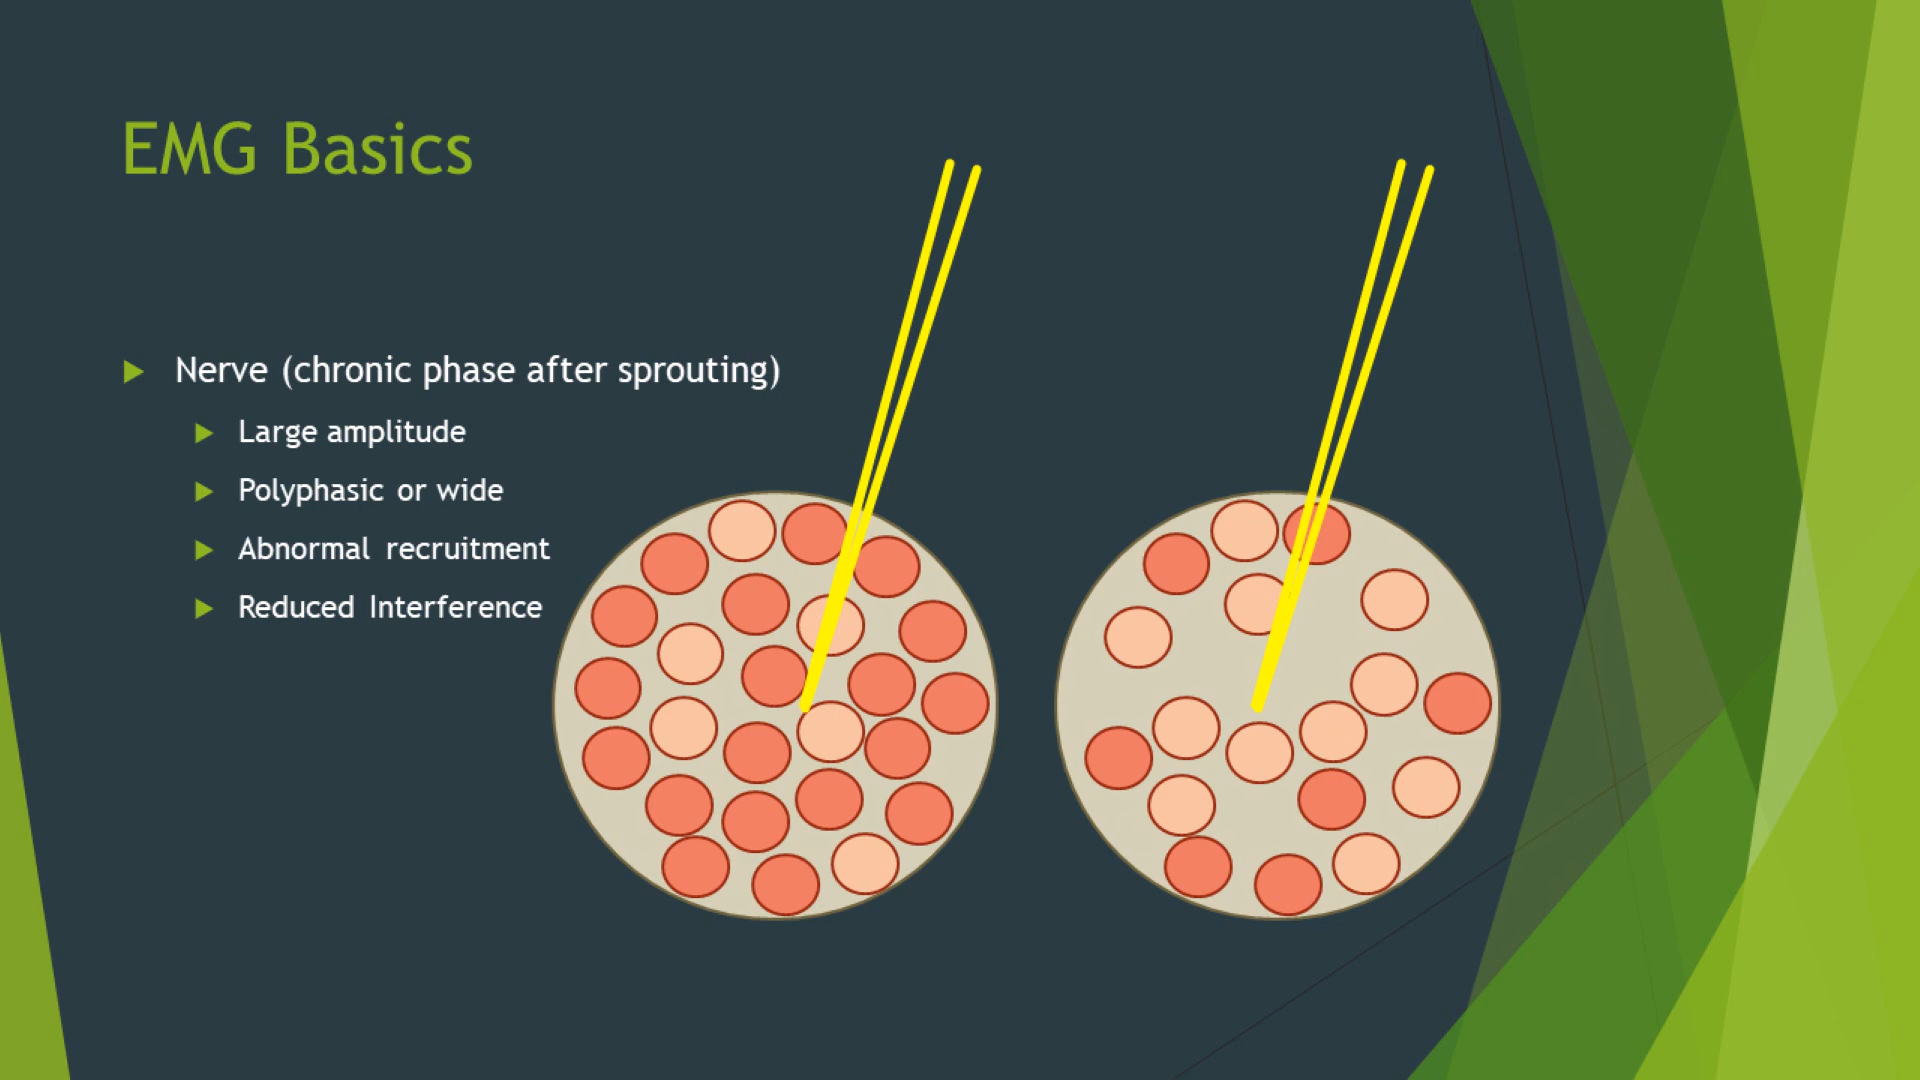 EMG Basics
Nerve (chronic phase after sprouting)
Large amplitude
Polyphasic or wide
Abnormal recruitment
Reduced Interference